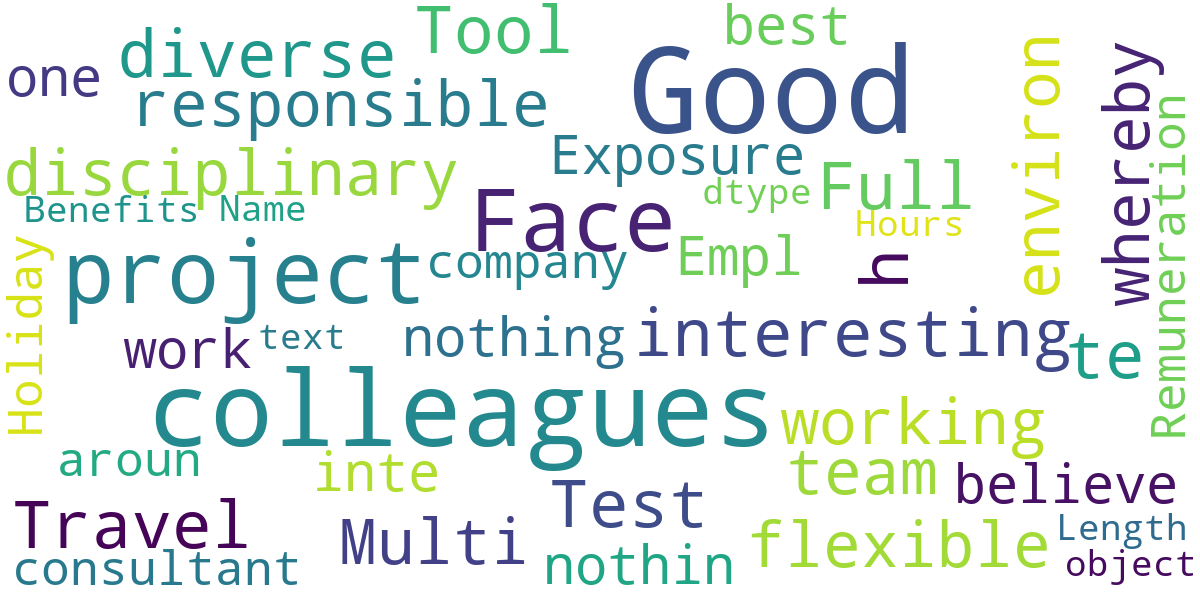 Tool
best
diverse
one
Good
responsible
environ
whereby
Exposure
disciplinary
Full
dtype
Remuneration
Benefits
Name
Face
Hours
project
company
Empl
h
Holiday
work
text
nothing
interesting
te
colleagues
working
aroun
inte
team
believe
Travel
Multi
Test
flexible
Length
consultant
nothin
object